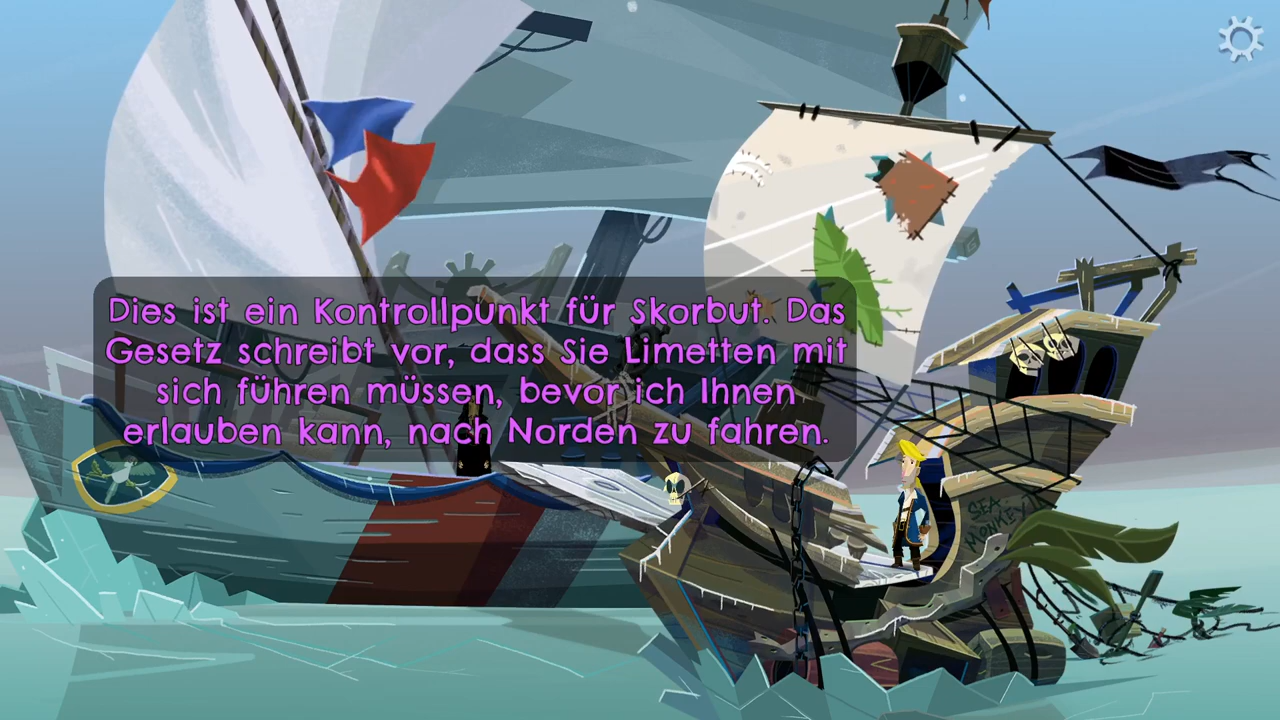 Dies ist ein Kontrollpunkt für Skorbut. Das
Gesetz schreibt vor, dass Sie Limetten mit
sich führen müssen, bevor ich Ihnen
erlauben kann, nach Norden zu fahren.
SEA
MONKEY II